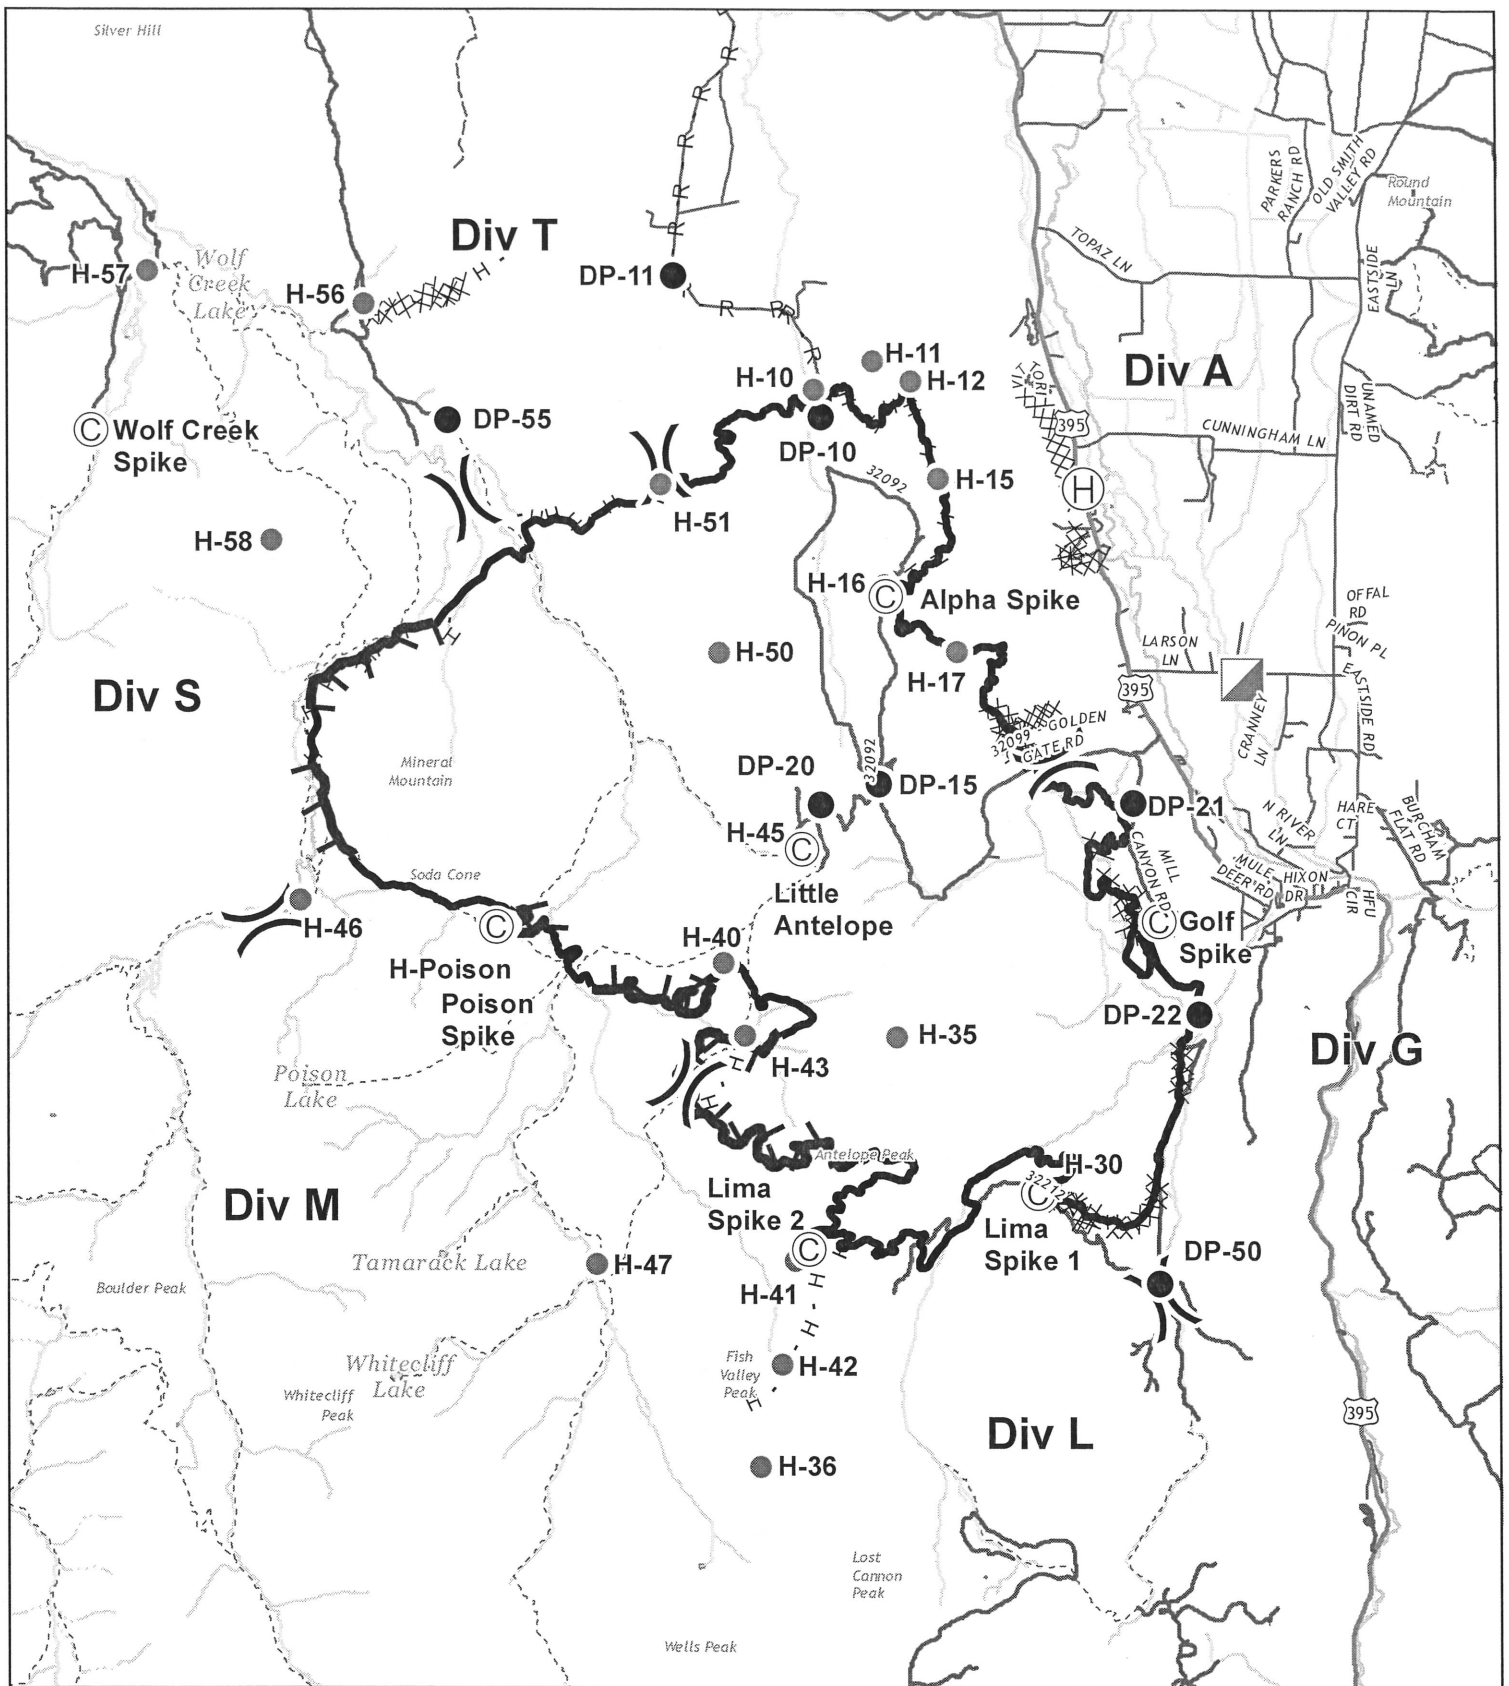 Silver Hill
R
R
R
R
R
PARKERS
RANCH RD
OLD SMITH
VALLEY RD
Round
Mountain
Div T
TOPAZ LN
EASTSIDE
LN
H-57
Wolf
Creek
Lake
H
H-56
DP-11
R
R
R
R
H-11
H-12
H-10
Div A
TORI
VIT
UNAMED
DIRT RD
395
CUNNINGHAM LN
DP-55
DP-10
C
Wolf Creek
Spike
32092
H-15
H
H-51
H-58
H-16
C
Alpha Spike
OFFAL
RD
PINON PL
LARSON
LN
H
H-50
H-17
395
EASTSIDE RD
Div S
CRANNEY
LN
GOLDEN
GATE RD
32099
Mineral
Mountain
32092
DP-20
DP-15
DP-21
N RIVER
LN
HARE
CT
BURCHAM
FLAT RD
H-45
C
MILL
CANYON RD
MULE
DEER RD
HIXON
DR
HFU
CIR
Soda Cone
Little
Antelope
H-46
C
C
Golf
Spike
H-40
H-Poison
Poison
Spike
DP-22
H-35
Div G
H
H-43
Poison
Lake
H
Antelope Peak
H-30
32212
C
Lima
Spike 2
Div M
Lima
Spike 1
C
H
DP-50
Tamarack Lake
H-47
H
H-41
Boulder Peak
H
Fish
Valley
Peak
H-42
Whitecliff
Lake
Whitecliff
Peak
H
395
Div L
H-36
Lost
Cannon
Peak
Wells Peak